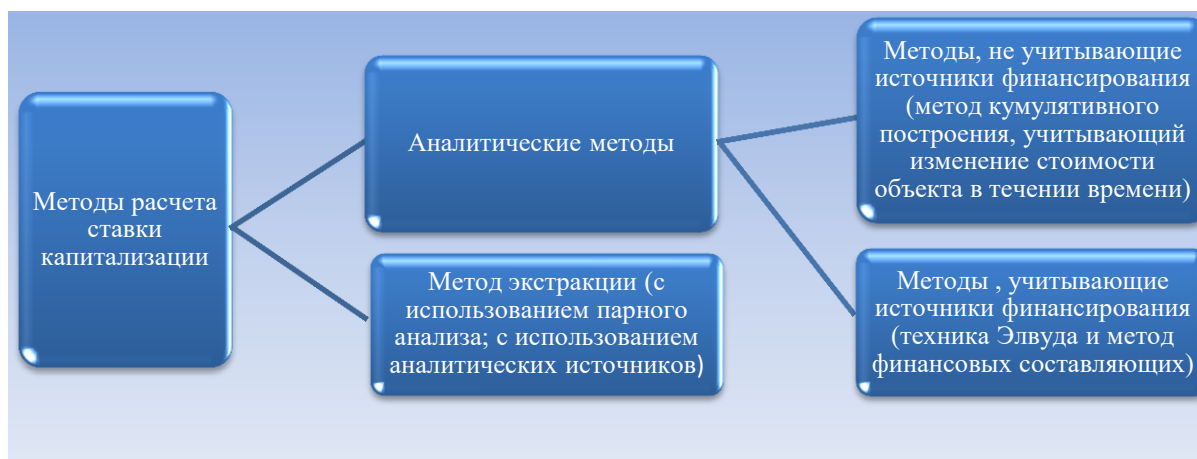 Методы расчета
ставки
капитализации
Аналитические методы
Метод экстракции (с
использованием парного
анализа; с использованием
аналитических источников)
Методы, не учитывающие
источники финансирования
(метод кумулятивного
построения, учитывающий
изменение стоимости
объекта в течении времени)
Методы , учитывающие
источники финансирования
(техника Элвуда и метод
финансовых составляющих)